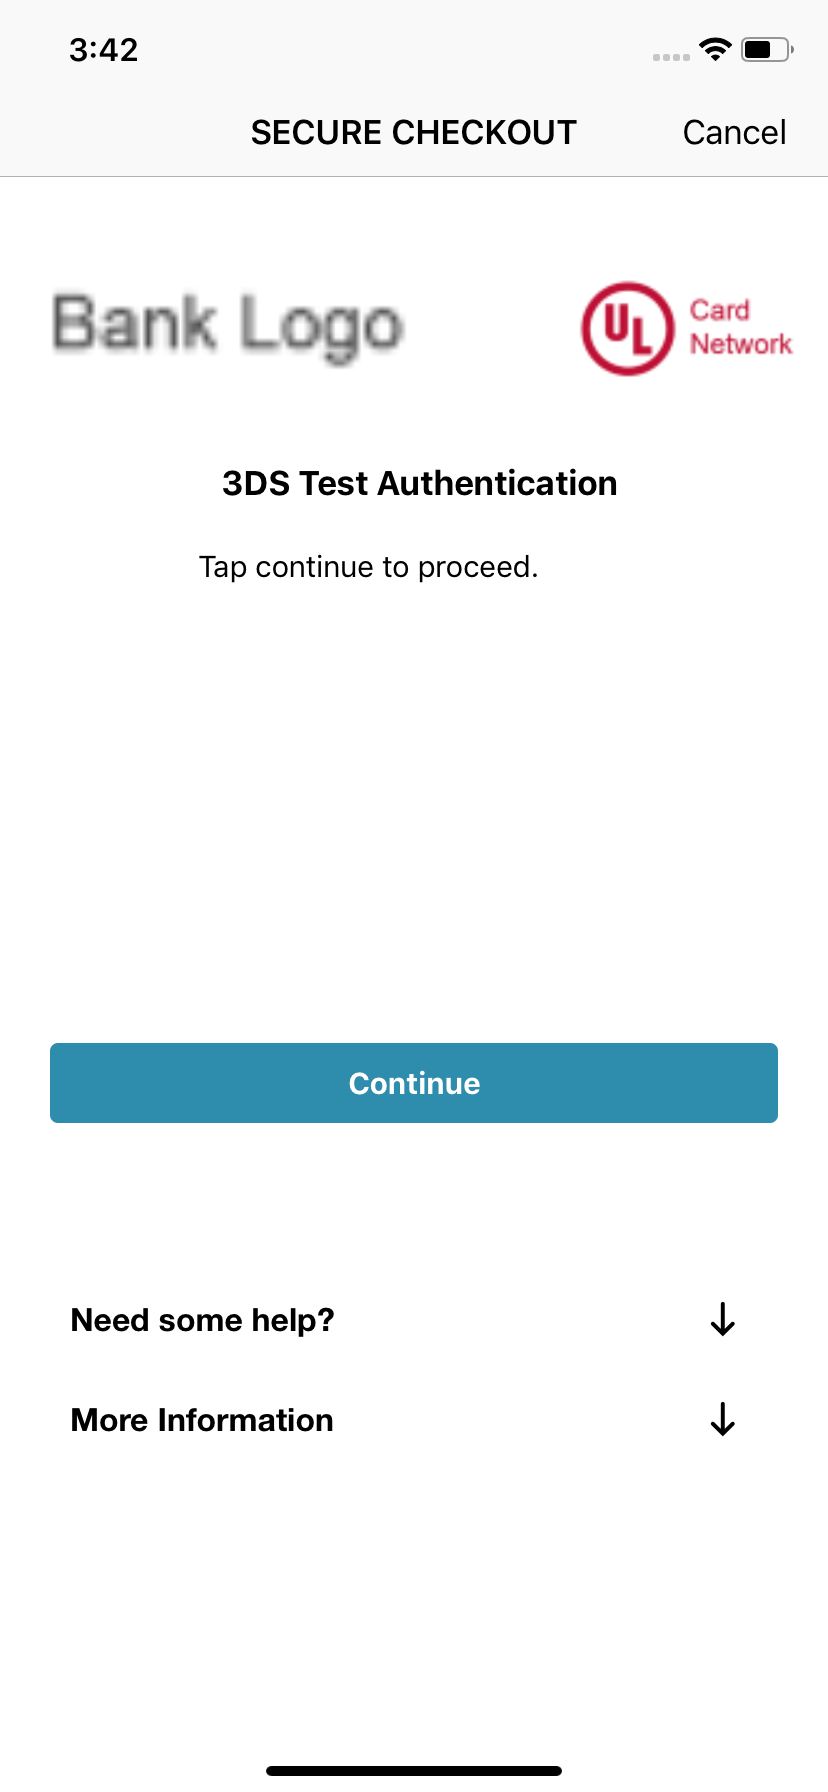 3:42
SECURE CHECKOUT Cancel
Bank Logo
UL Card
Network
3DS Test Authentication
Tap continue to proceed.
Continue
Need some help?
More Information